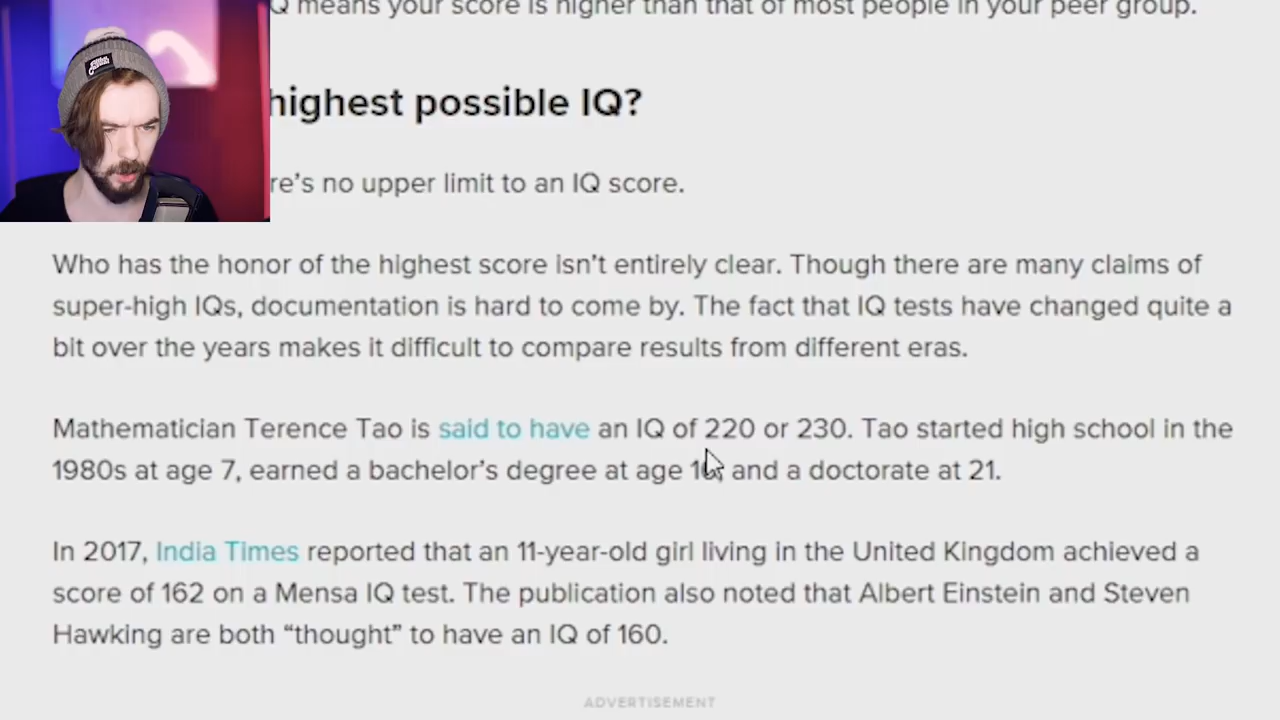 Q means your score is higher than that of most people in your peer group.
highest possible IQ?
re's no upper limit to an IQ score.
Who has the honor of the highest score isn't entirely clear. Though there are many claims of
super-high IQs, documentation is hard to come by. The fact that IQ tests have changed quite a
bit over the years makes it difficult to compare results from different eras.
Mathematician Terence Tao is said to have an IQ of 220 or 230. Tao started high school in the
1980s at age 7, earned a bachelor's degree at age and a doctorate at 21.
In 2017, India Times reported that an 11-year-old girl living in the United Kingdom achieved a
score of 162 on a Mensa IQ test. The publication also noted that Albert Einstein and Steven
Hawking are both “thought” to have an IQ of 160.
ADVERTISEMENT